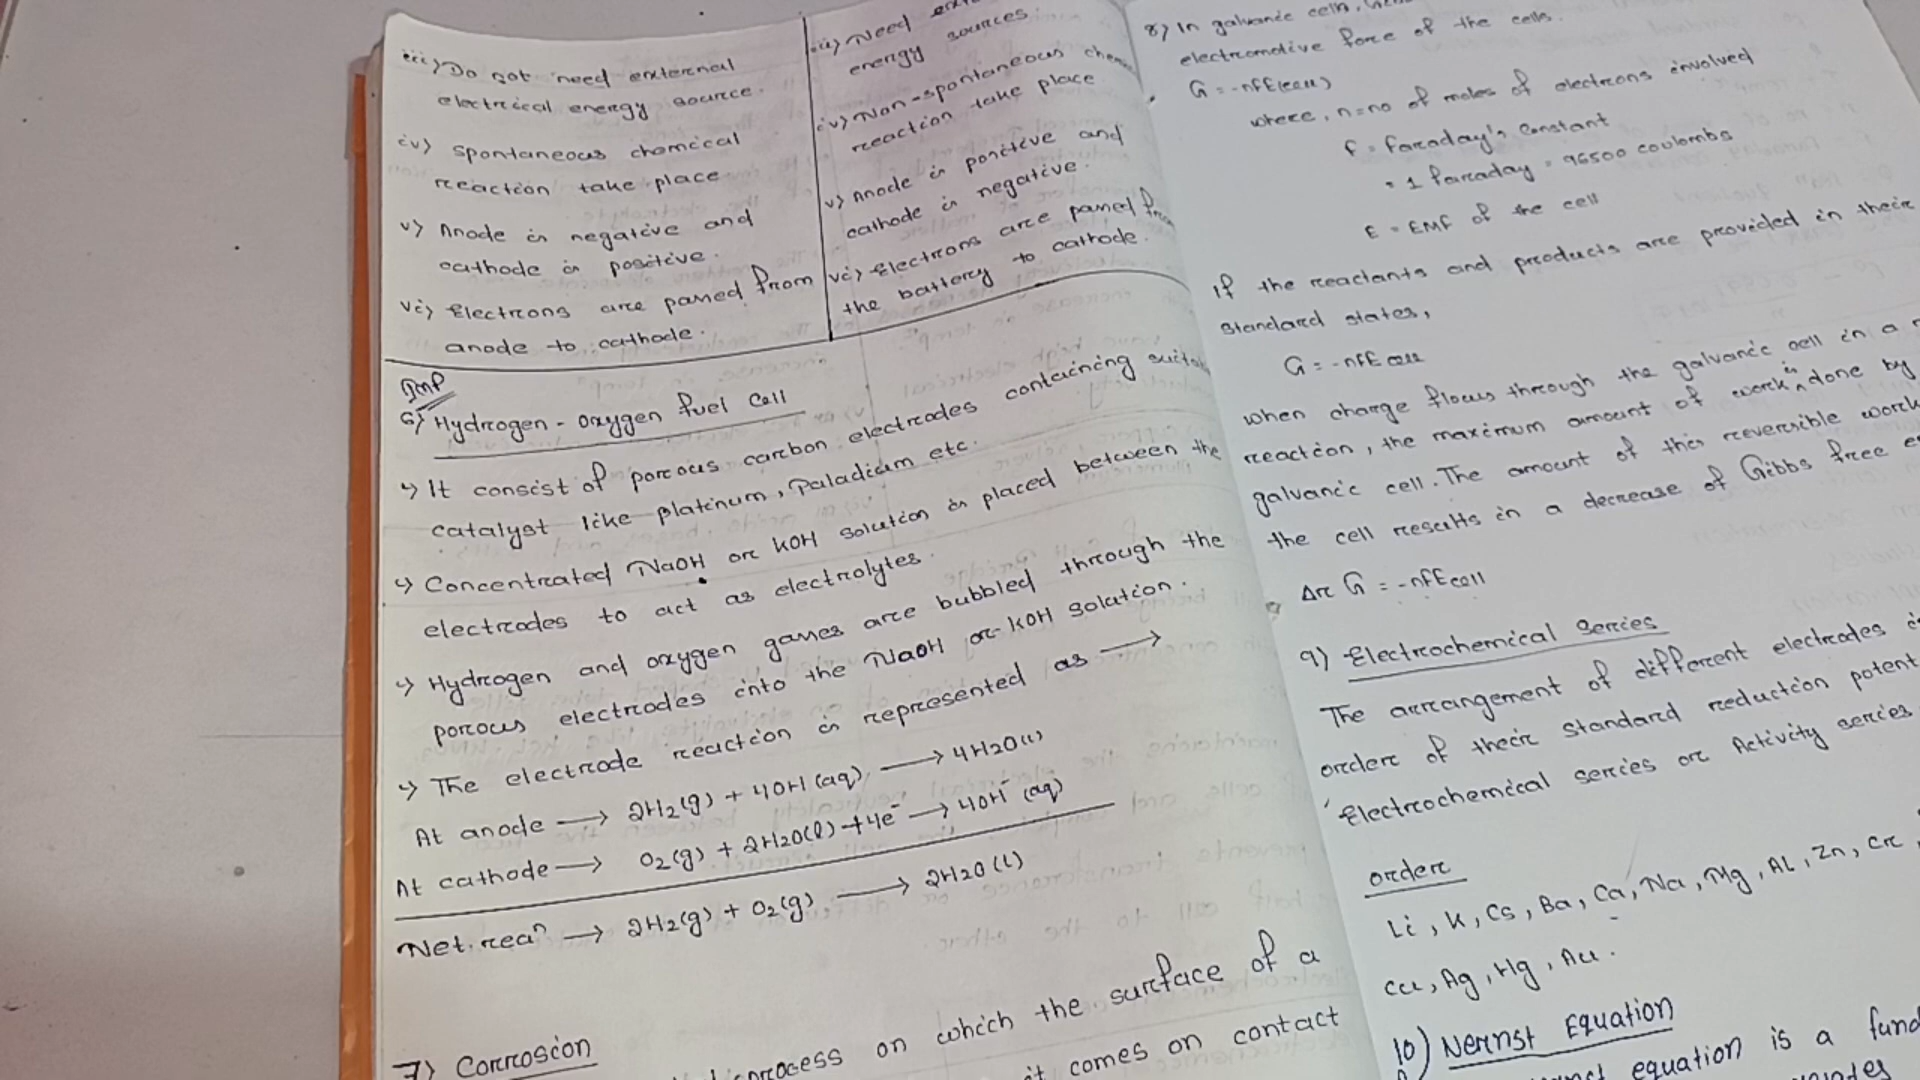 iii) Do not need external
electrical energy source.
iv) spontaneous chemical
reaction take place
v) Anode is negative and
cathode is positive.
vi) Electrons are passed from
anode to cathode.
iii) Need
energy sources.
iv) Non-spontaneous
reaction take place
v) Anode is positive and
cathode is negative.
vi) Electrons are passed from
the battery to cathode.
Imp
6) Hydrogen - oxygen fuel cell
↳ It consist of porous carbon electrodes containing
catalyst like platinum, Paladium etc.
↳ Concentrated NaOH or KOH solution is placed between the
electrodes to act as electrolytes.
↳ Hydrogen and oxygen gasses are bubbled through the
porous electrodes into the NaOH or KOH solution.
↳ The electrode reaction is represented as →
At anode → 2H2(g) + 4OH(aq) → 4H2O(l)
At cathode → O2(g) + 2H2O(l) + 4e⁻ → 4OH⁻(aq)
Net. reaⁿ → 2H2(g) + O2(g) → 2H2O(l)
7) Corrosion
process on which the surface of a
it comes on contact
8) In galvanic cell,
electromotive force of the cells.
G = -nFE(cell)
where, n = no of moles of electrons involved
F = Faraday's Constant
= 1 Faraday = 96500 coulombs
E = EMF of the cell
If the reactants and products are provided in their
standard states,
G = -nFE cell
when charge flows through the galvanic cell in a
reaction, the maximum amount of work is done by
galvanic cell. The amount of this reversible work
the cell results in a decrease of Gibbs free
Δr G = -nFEcell
9) Electrochemical Series
The arrangement of different electrodes
order of their standard reduction
Electrochemical series or Activity series.
order
Li, K, Cs, Ba, Ca, Na, Mg, Al, Zn, Cr
Cu, Ag, Hg, Au.
10) Nernst Equation
equation is a